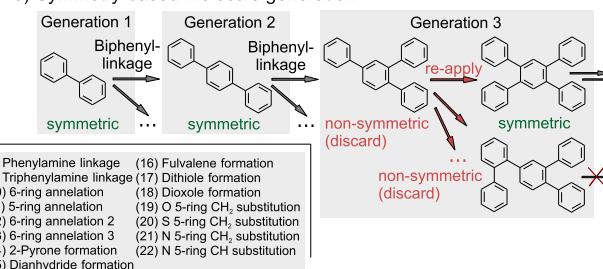 Generation 1
Generation 2
Generation 3
Biphenyl-
linkage
Biphenyl-
linkage
re-apply
...
...
symmetric
symmetric
non-symmetric
(discard)
symmetric
...
non-symmetric
(discard)
Phenylamine linkage
Triphenylamine linkage
) 6-ring annelation
) 5-ring annelation
) 6-ring annelation 2
) 6-ring annelation 3
) 2-Pyrone formation
) Dianhydride formation
(16) Fulvalene formation
(17) Dithiole formation
(18) Dioxole formation
(19) O 5-ring CH₂ substitution
(20) S 5-ring CH₂ substitution
(21) N 5-ring CH₂ substitution
(22) N 5-ring CH substitution